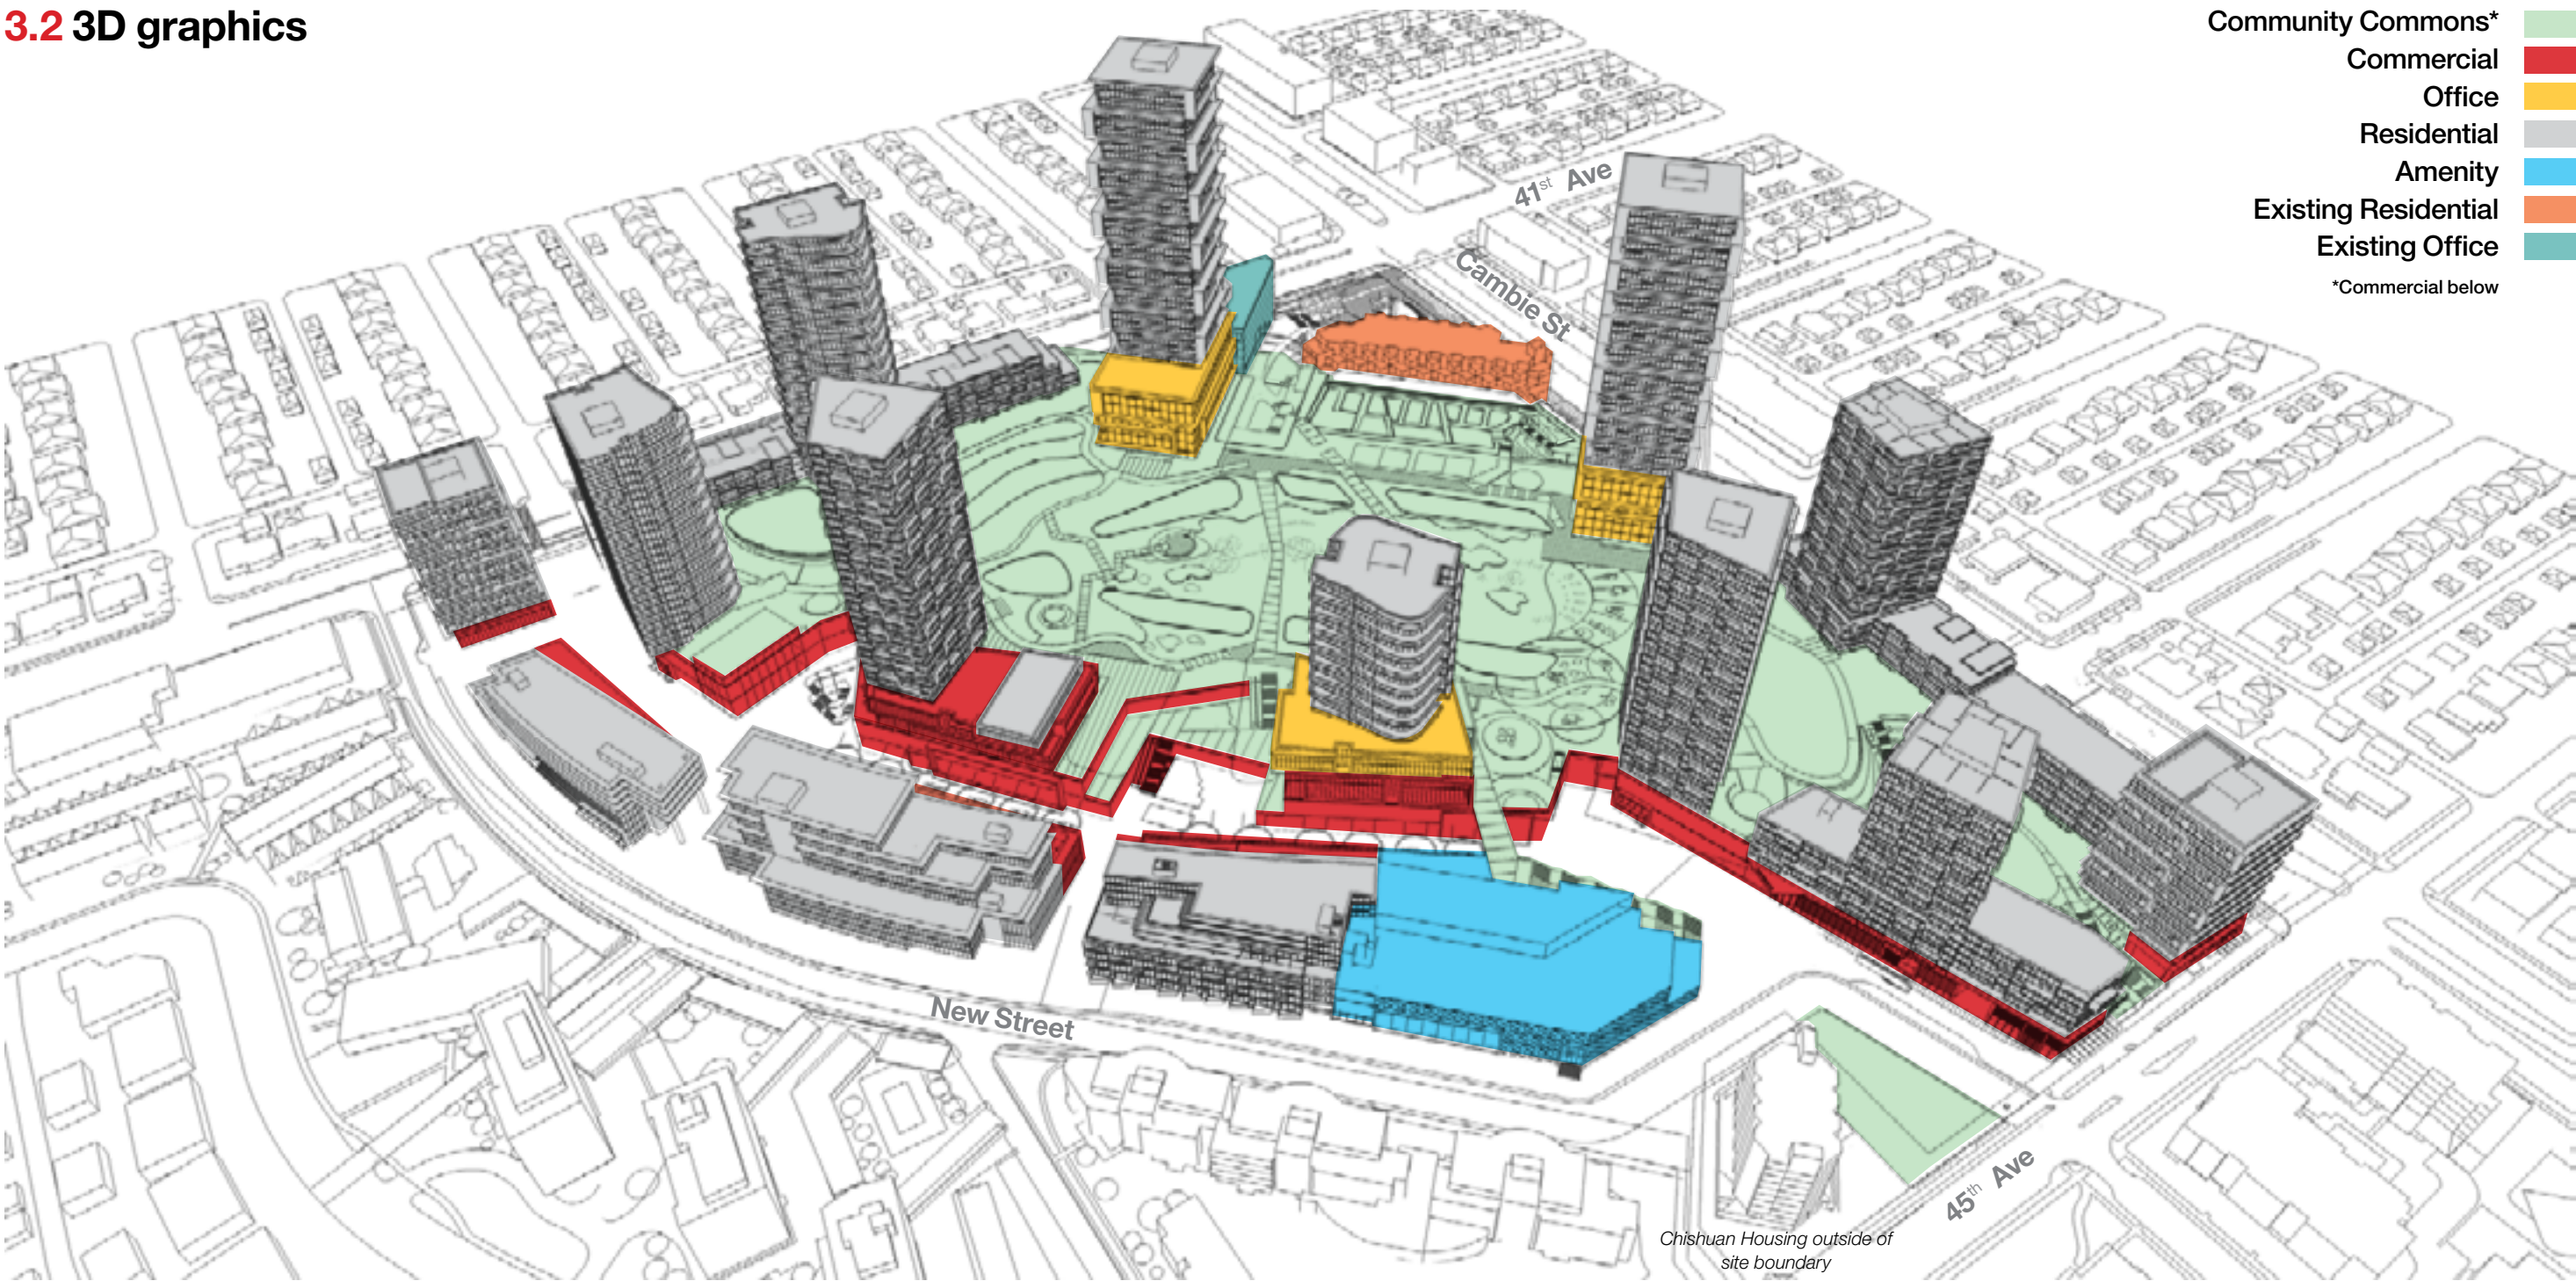 3.2 3D graphics
Community Commons*
Commercial
Office
Residential
Amenity
Existing Residential
Existing Office
*Commercial below
41st Ave
Cambie St
New Street
45th Ave
Chishuan Housing outside of
site boundary